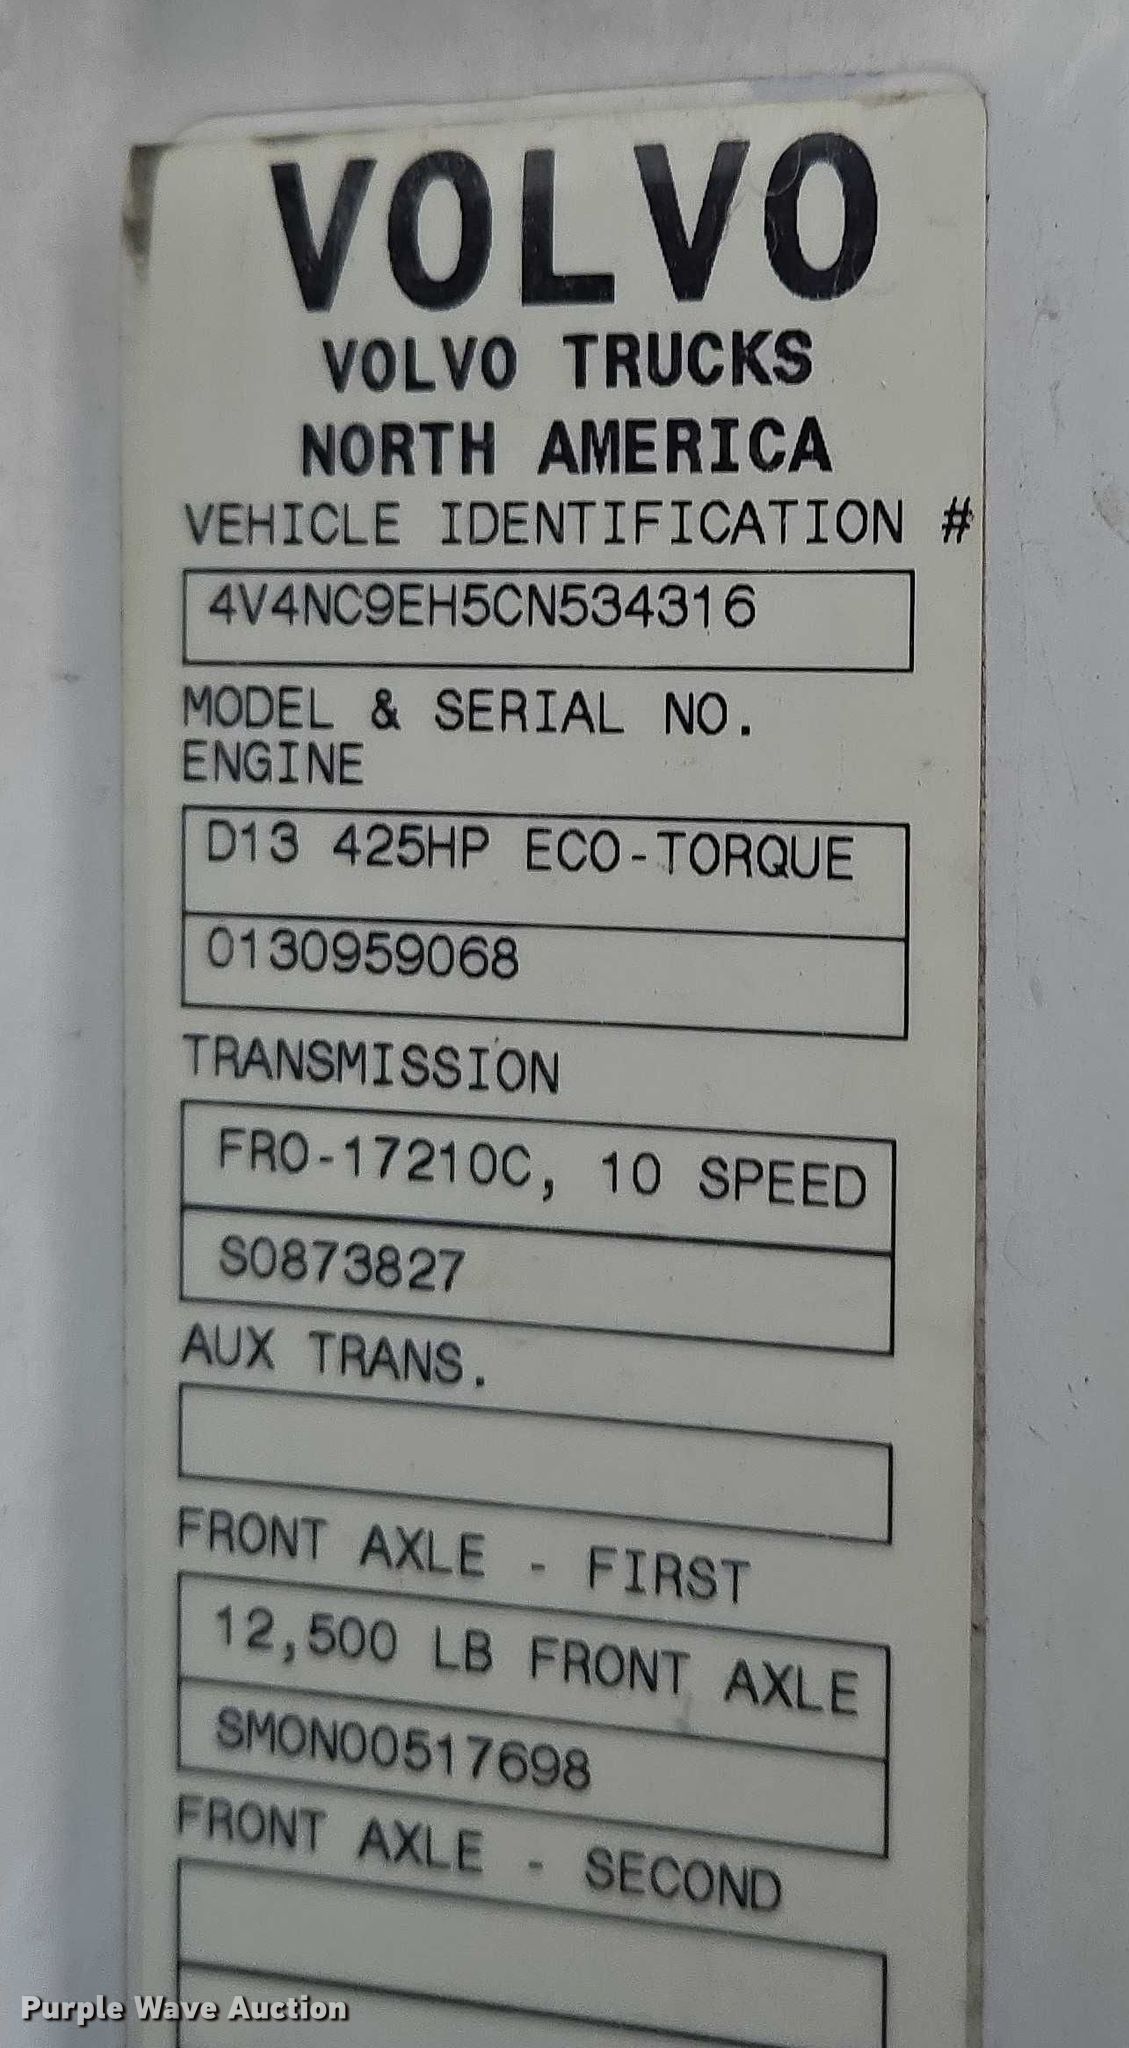 VOLVO
VOLVO TRUCKS
NORTH AMERICA
VEHICLE IDENTIFICATION #
4V4NC9EH5CN534316
MODEL & SERIAL NO.
ENGINE
D13 425HP ECO-TORQUE
0130959068
TRANSMISSION
FRO-17210C, 10 SPEED
S0873827
AUX TRANS.
FRONT AXLE - FIRST
12,500 LB FRONT AXLE
SMON00517698
FRONT AXLE - SECOND
Purple Wave Auction